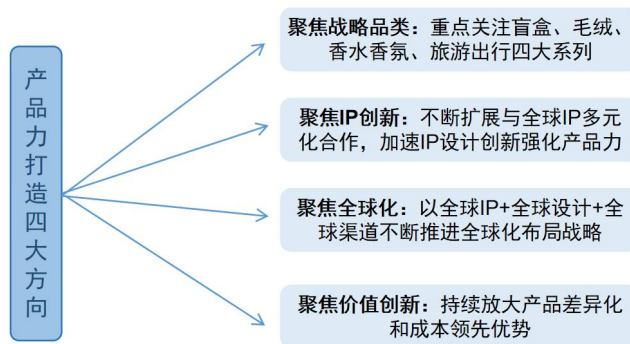 产品力打造四大方向
聚焦战略品类：重点关注盲盒、毛绒、
香水香氛、旅游出行四大系列
聚焦IP创新：不断扩展与全球IP多元
化合作，加速IP设计创新强化产品力
聚焦全球化：以全球IP+全球设计+全
球渠道不断推进全球化布局战略
聚焦价值创新：持续放大产品差异化
和成本领先优势